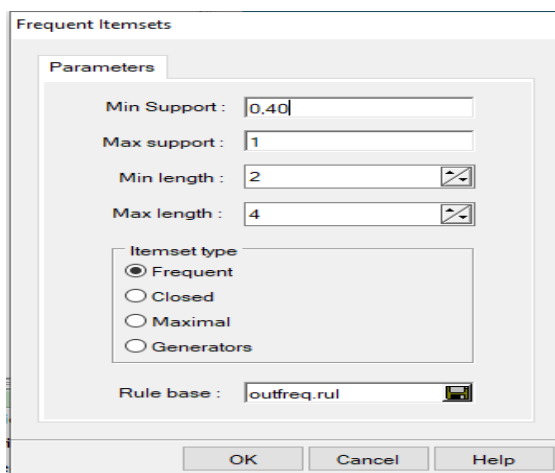 Frequent Itemsets
Parameters
Min Support : 0,40
Max support : 1
Min length : 2
Max length : 4
Itemset type
Frequent
Closed
Maximal
Generators
Rule base : outfreq.rul
OK Cancel Help